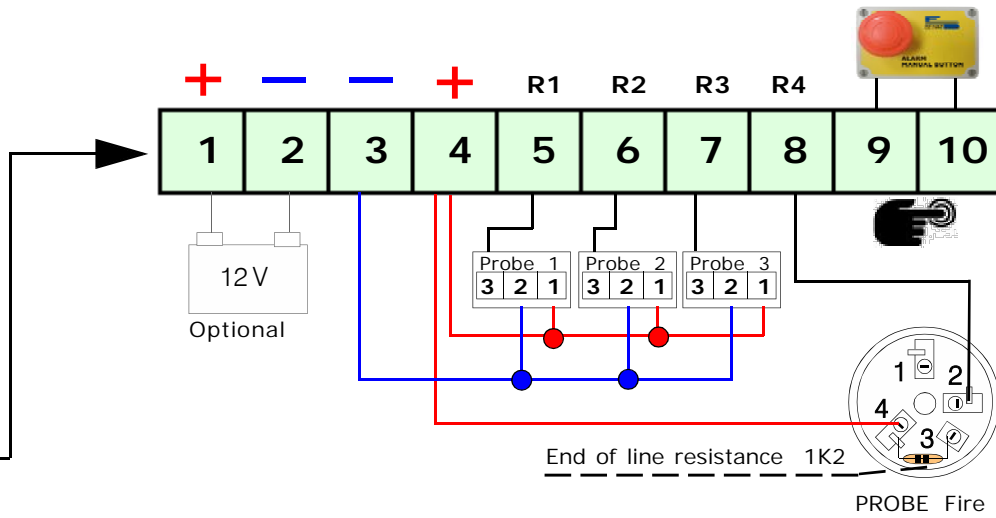 + — — + R1 R2 R3 R4
ALARM
MANUAL BUTTON
1 2 3 4 5 6 7 8 9 10
12V
Optional
Probe 1 Probe 2 Probe 3
3 2 1 3 2 1 3 2 1
1
2
4
3
End of line resistance 1K2
PROBE Fire